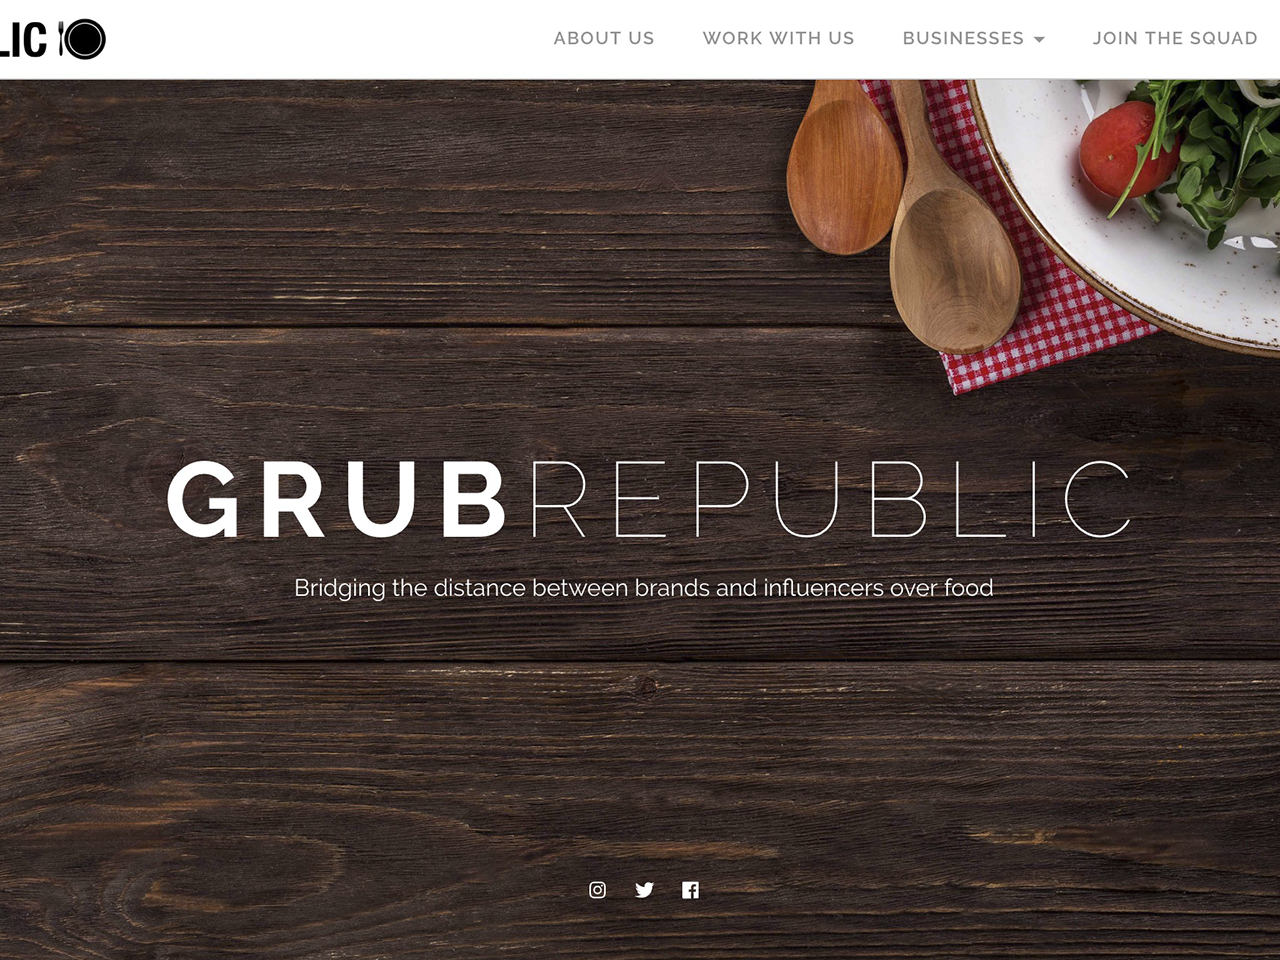 LIC
ABOUT US WORK WITH US BUSINESSES JOIN THE SQUAD
GRUBREPUBLIC
Bridging the distance between brands and influencers over food